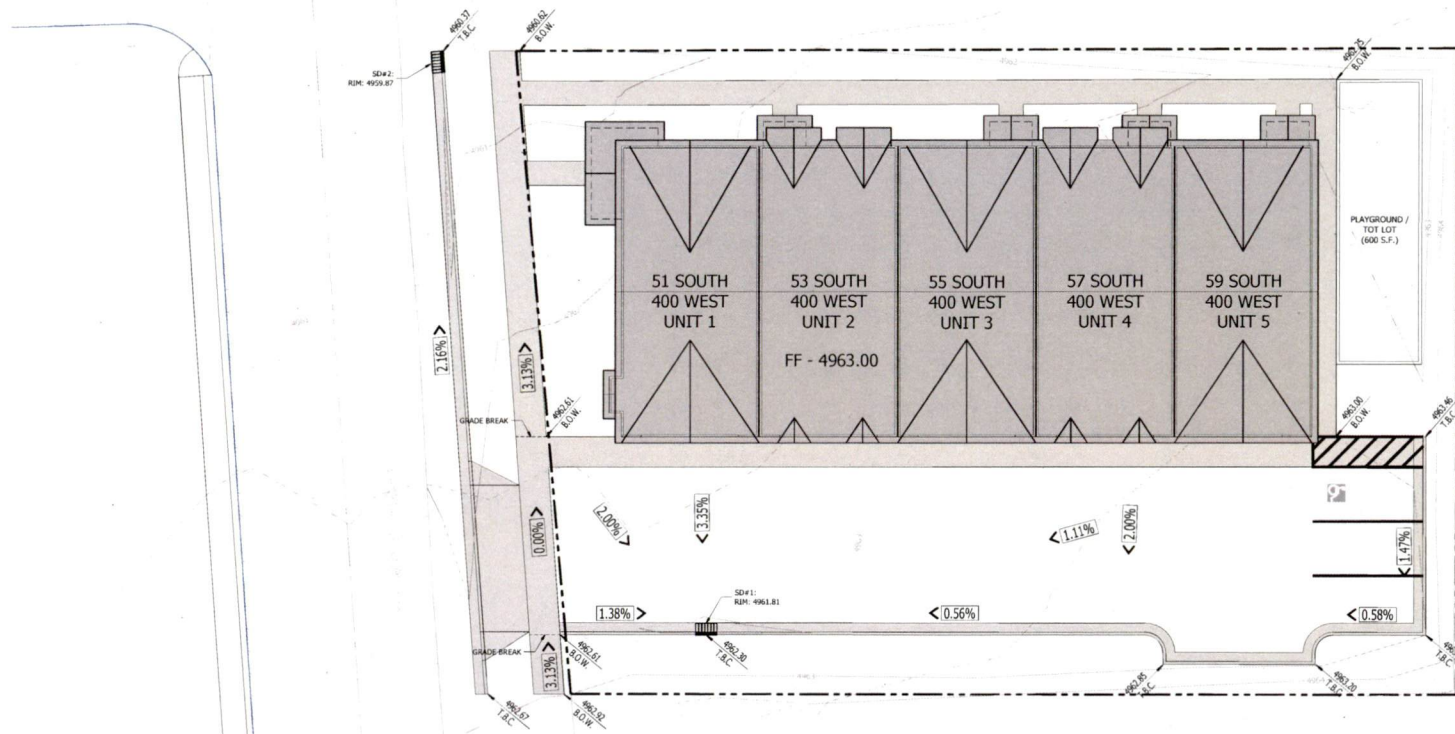 4960.37
T.B.C.
4960.62
B.O.W.
4962.25
B.O.W.
SD#2:
RIM: 4959.87
PLAYGROUND /
TOT LOT
(600 S.F.)
51 SOUTH
400 WEST
UNIT 1
53 SOUTH
400 WEST
UNIT 2
FF - 4963.00
55 SOUTH
400 WEST
UNIT 3
57 SOUTH
400 WEST
UNIT 4
59 SOUTH
400 WEST
UNIT 5
2.16%
3.13%
4962.61
B.O.W.
GRADE BREAK
4963.00
B.O.W.
4963.46
T.B.C.
0.00%
2.00%
3.35%
1.11%
2.00%
1.47%
SD#1:
RIM: 4961.81
1.38%
0.56%
0.58%
GRADE BREAK
3.13%
4962.61
B.O.W.
4962.30
T.B.C.
4962.85
T.B.C.
4963.20
T.B.C.
T.B.C.
4962.67
T.B.C.
4962.92
B.O.W.